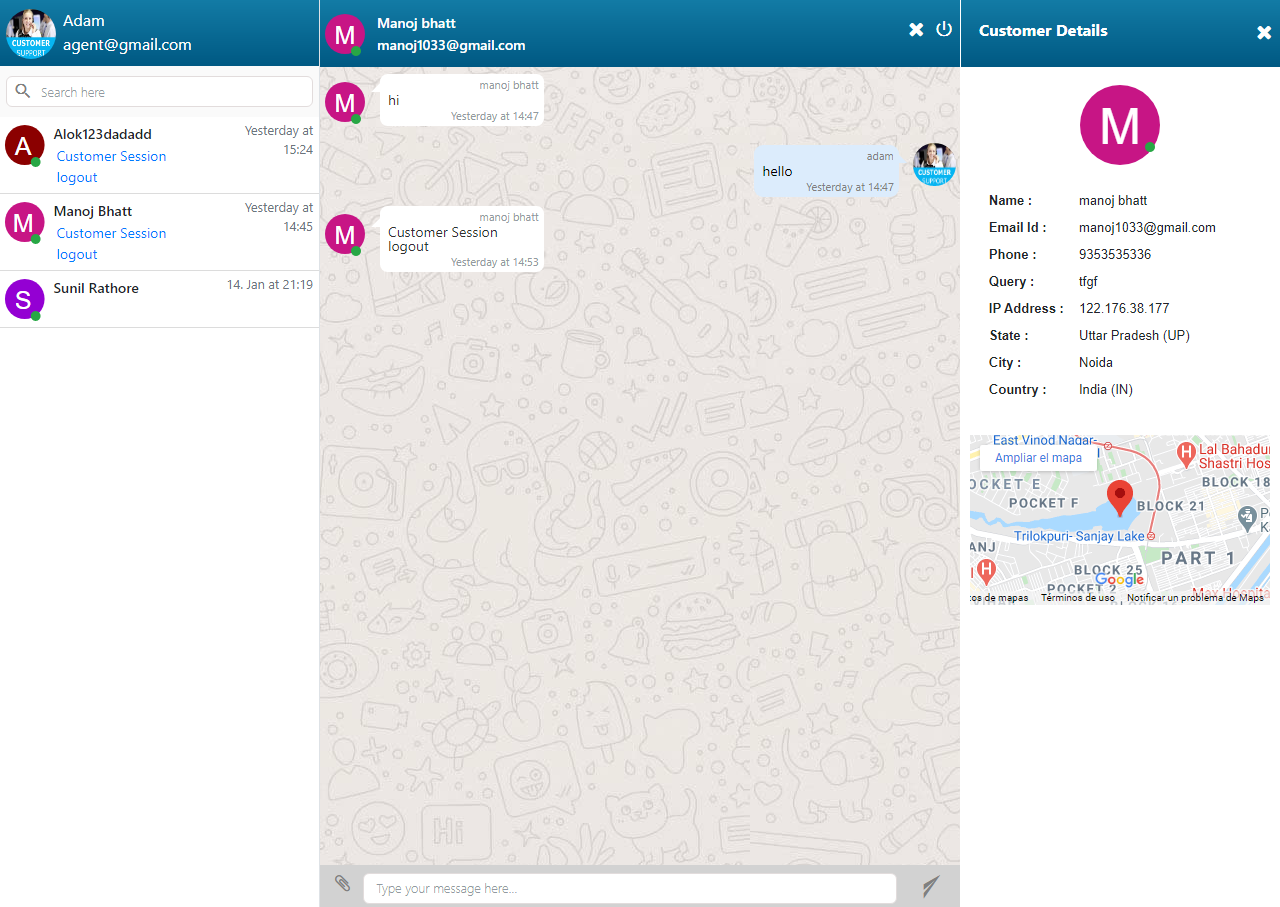 Adam
agent@gmail.com
CUSTOMER
SUPPORT
Search here
A
Alok123dadadd
Yesterday at
15:24
Customer Session
logout
M
Manoj Bhatt
Yesterday at
14:45
Customer Session
logout
S
Sunil Rathore
14. Jan at 21:19
M
Manoj bhatt
manoj1033@gmail.com
M
manoj bhatt
hi
Yesterday at 14:47
adam
hello
Yesterday at 14:47
CUSTOMER
SUPPORT
M
manoj bhatt
Customer Session
logout
Yesterday at 14:53
Hi
Type your message here...
Customer Details
M
Name : manoj bhatt
Email Id : manoj1033@gmail.com
Phone : 9353535336
Query : tfgf
IP Address : 122.176.38.177
State : Uttar Pradesh (UP)
City : Noida
Country : India (IN)
East Vinod Nagar-
Ampliar el mapa
H
Lal Bahadur
Shastri Hos
POCKET E
BLOCK 18
POCKET F
BLOCK 21
Trilokpuri- Sanjay Lake
PART 1
H
BLOCK 25
Google
POCKET 2
Max Hospita
os de mapas
Términos de uso
Notificar un problema de Maps